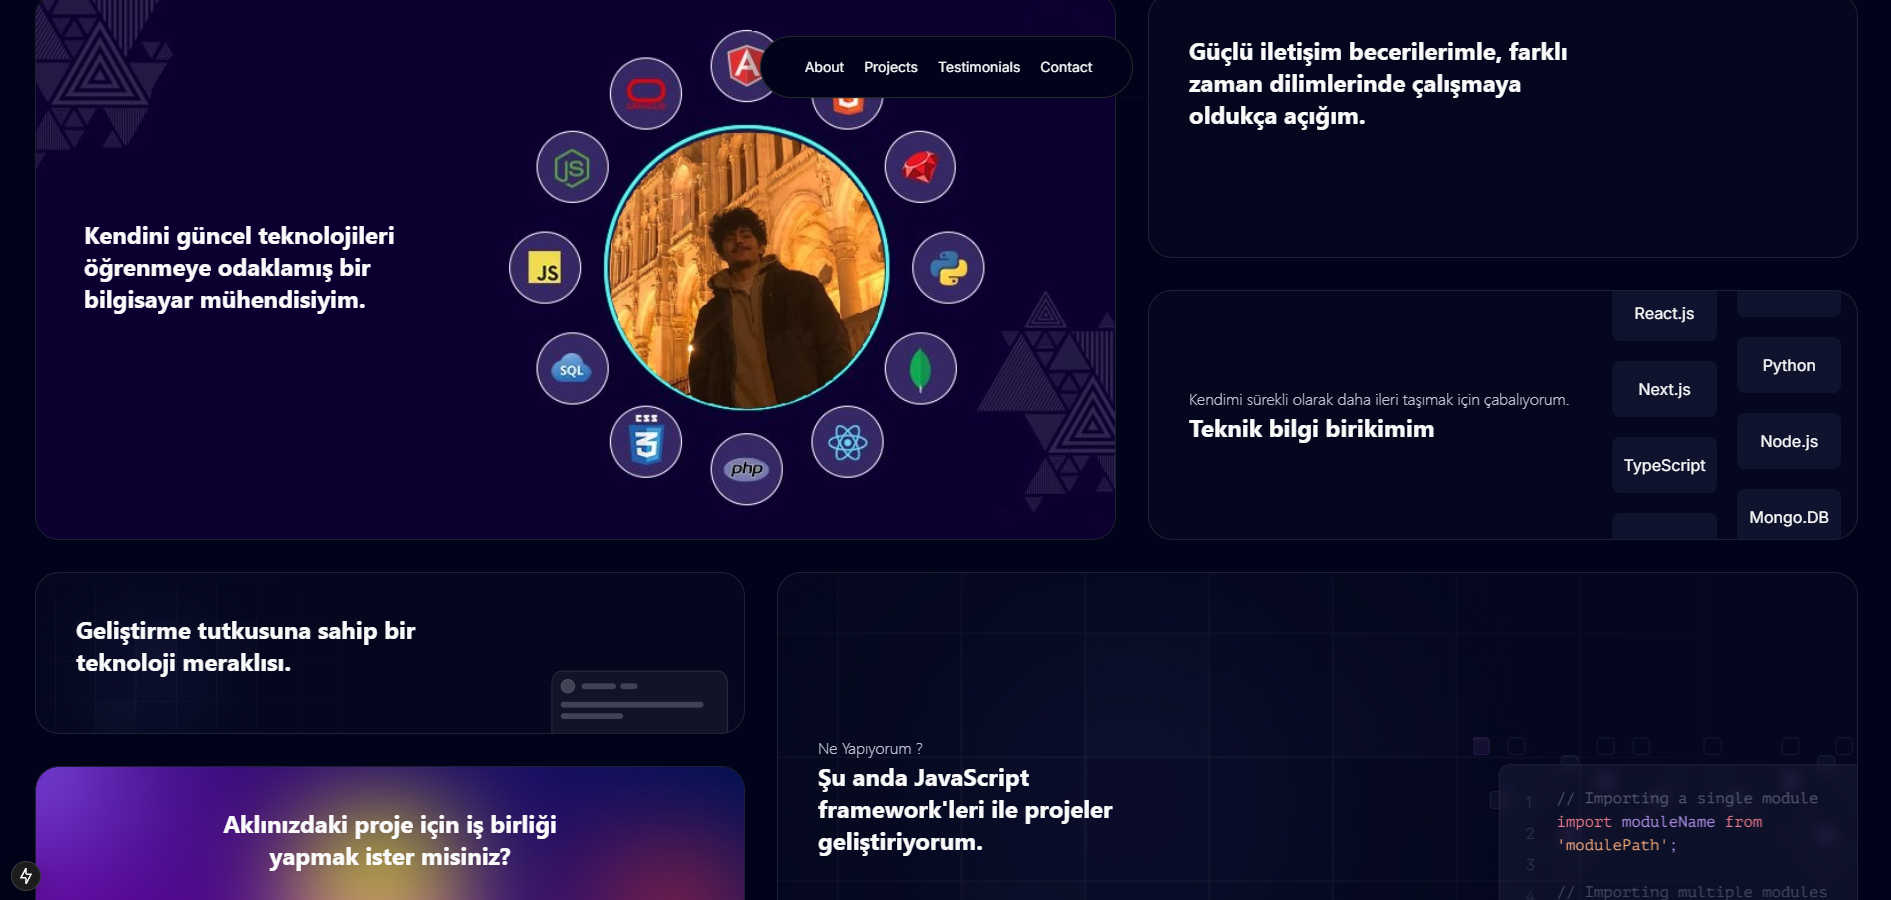 About Projects Testimonials Contact
Kendini güncel teknolojileri
öğrenmeye odaklamış bir
bilgisayar mühendisiyim.
ORACLE
JS
JS
SQL
CSS
3
php
Güçlü iletişim becerilerimle, farklı
zaman dilimlerinde çalışmaya
oldukça açığım.
Kendimi sürekli olarak daha ileri taşımak için çabalıyorum.
Teknik bilgi birikimim
React.js
Next.js
TypeScript
Python
Node.js
Mongo.DB
Geliştirme tutkusuna sahip bir
teknoloji meraklısı.
Aklınızdaki proje için iş birliği
yapmak ister misiniz?
Ne Yapıyorum ?
Şu anda JavaScript
framework'leri ile projeler
geliştiriyorum.
1 // Importing a single module
import moduleName from
2
'modulePath';
3
4 // Importing multiple modules